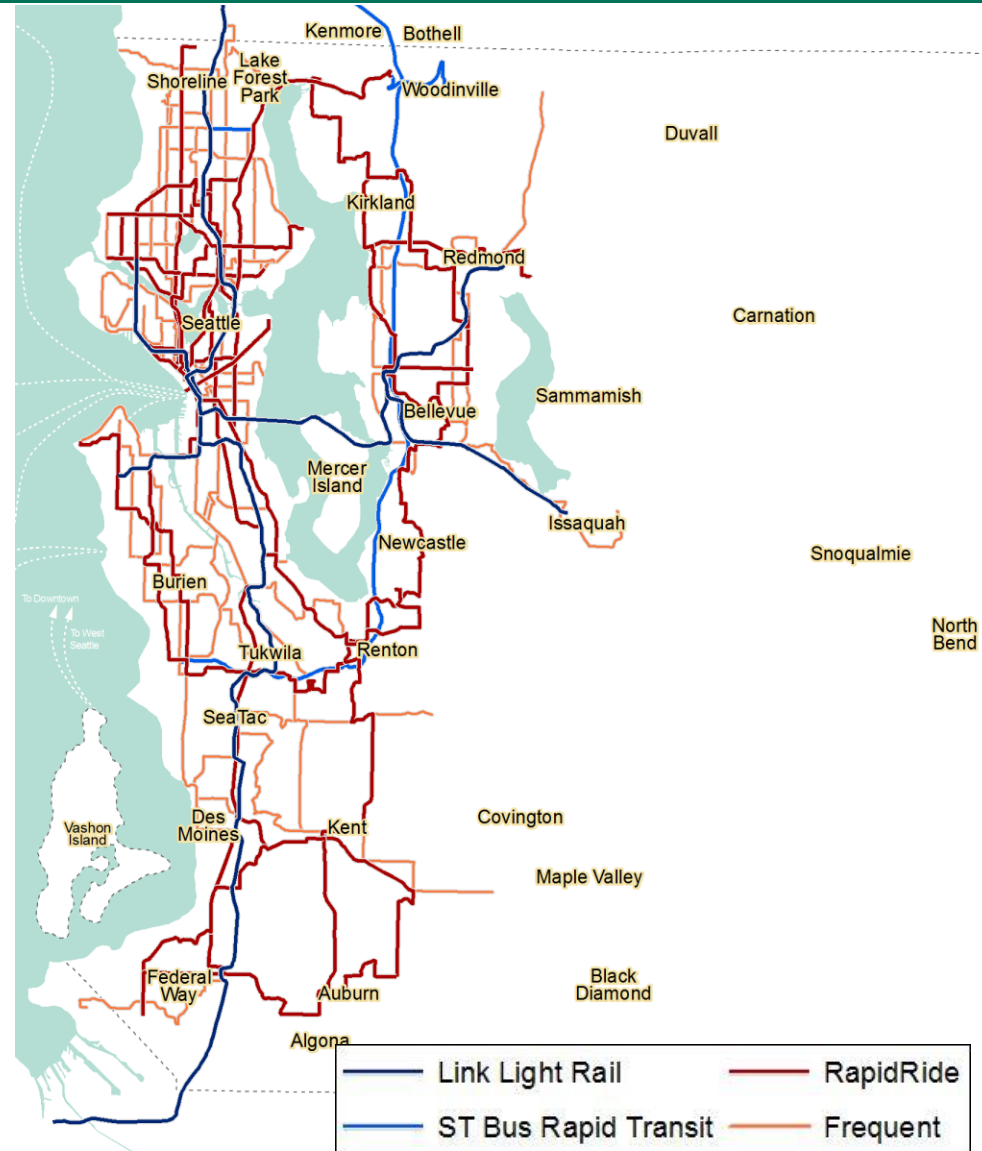 Kenmore
Bothell
Lake
Forest
Park
Shoreline
Woodinville
Duvall
Kirkland
Redmond
Seattle
Carnation
Sammamish
Bellevue
Mercer
Island
Issaquah
Newcastle
Snoqualmie
Burien
To Downtown
To West
Seattle
North
Bend
Tukwila
Renton
SeaTac
Des
Moines
Kent
Covington
Vashon
Island
Maple Valley
Federal
Way
Auburn
Black
Diamond
Algona
Link Light Rail
RapidRide
ST Bus Rapid Transit
Frequent